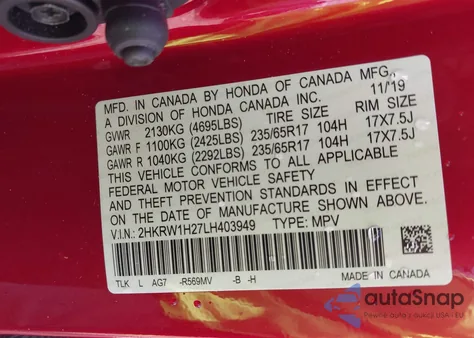 MFD. IN CANADA BY HONDA OF CANADA MFG.
A DIVISION OF HONDA CANADA INC. 11/19
GVWR 2130KG (4695LBS) TIRE SIZE RIM SIZE
GAWR F 1100KG (2425LBS) 235/65R17 104H 17X7.5J
GAWR R 1040KG (2292LBS) 235/65R17 104H 17X7.5J
THIS VEHICLE CONFORMS TO ALL APPLICABLE
FEDERAL MOTOR VEHICLE SAFETY
AND THEFT PREVENTION STANDARDS IN EFFECT
ON THE DATE OF MANUFACTURE SHOWN ABOVE.
V.I.N.: 2HKRW1H27LH403949 TYPE: MPV
TLK L AG7 -R569MV -B -H MADE IN CANADA
autoSnap